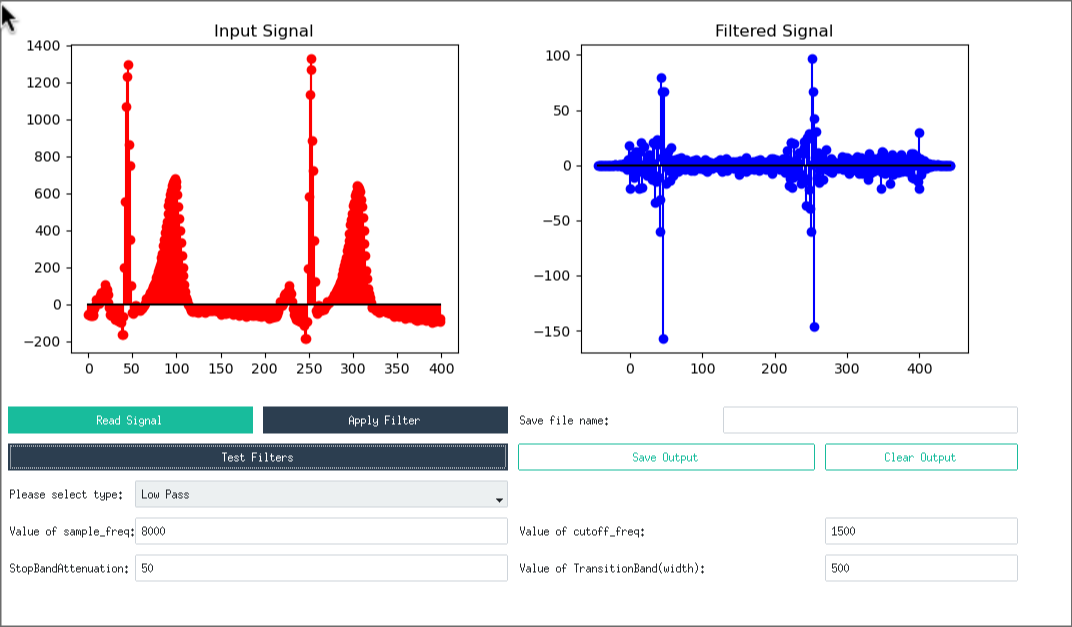 Input Signal
1400
1200
1000
800
600
400
200
0
−200
0 50 100 150 200 250 300 350 400
Filtered Signal
100
50
0
−50
−100
−150
0 100 200 300 400
Read Signal Apply Filter Save file name:
Test Filters Save Output Clear Output
Please select type: Low Pass
Value of sample_freq: 8000 Value of cutoff_freq: 1500
StopBandAttenuation: 50 Value of TransitionBand(width): 500